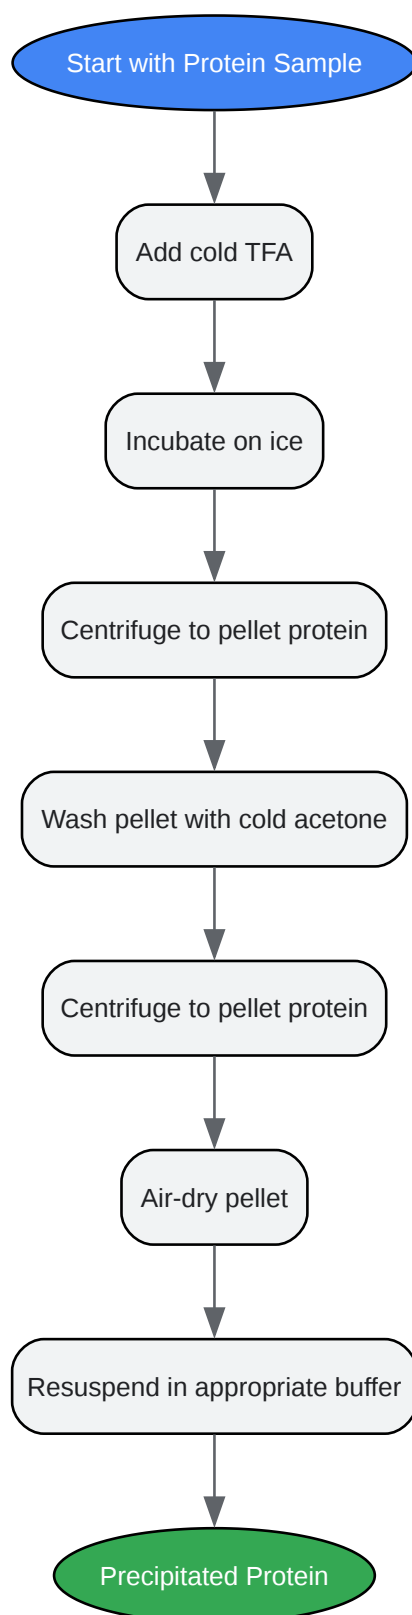 Start with Protein Sample
Add cold TFA
Incubate on ice
Centrifuge to pellet protein
Wash pellet with cold acetone
Centrifuge to pellet protein
Air-dry pellet
Resuspend in appropriate buffer
Precipitated Protein